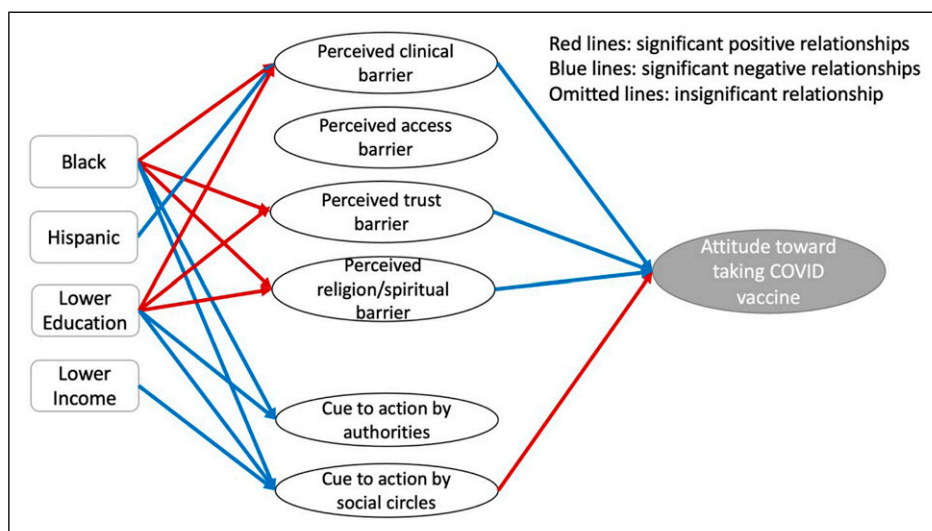 Perceived clinical
barrier
Red lines: significant positive relationships
Blue lines: significant negative relationships
Omitted lines: insignificant relationship
Perceived access
barrier
Black
Perceived trust
barrier
Hispanic
Attitude toward
taking COVID
vaccine
Perceived
religion/spiritual
barrier
Lower
Education
Lower
Income
Cue to action by
authorities
Cue to action by
social circles